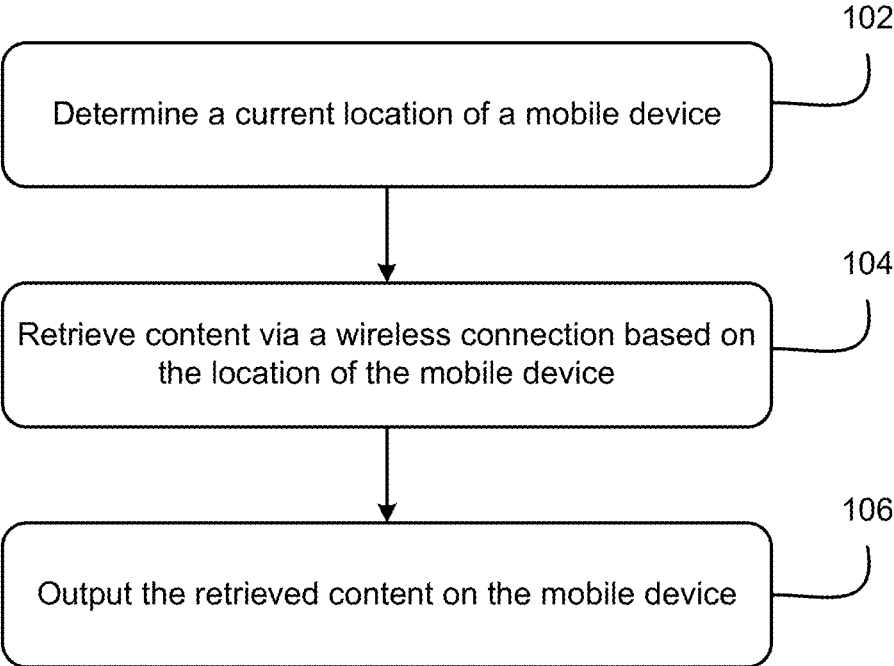 102
Determine a current location of a mobile device
104
Retrieve content via a wireless connection based on
the location of the mobile device
106
Output the retrieved content on the mobile device